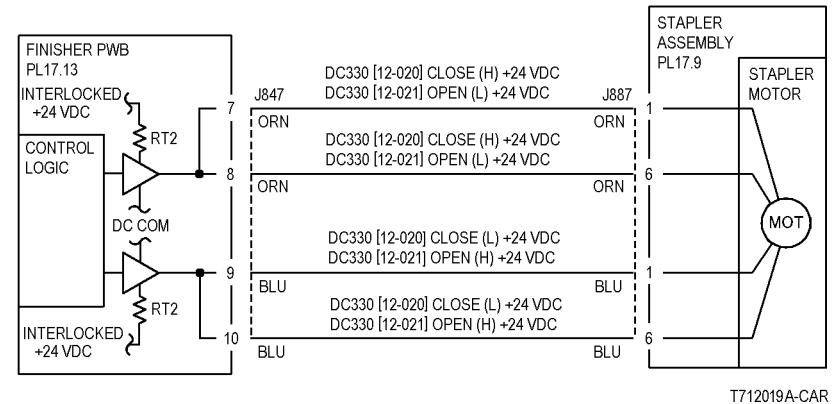 FINISHER PWB
PL17.13
INTERLOCKED
+24 VDC
RT2
CONTROL
LOGIC
DC COM
RT2
INTERLOCKED
+24 VDC
7
8
9
10
J847
DC330 [12-020] CLOSE (H) +24 VDC
DC330 [12-021] OPEN (L) +24 VDC
J887
ORN
ORN
DC330 [12-020] CLOSE (H) +24 VDC
DC330 [12-021] OPEN (L) +24 VDC
ORN
ORN
DC330 [12-020] CLOSE (L) +24 VDC
DC330 [12-021] OPEN (H) +24 VDC
BLU
BLU
DC330 [12-020] CLOSE (L) +24 VDC
DC330 [12-021] OPEN (H) +24 VDC
BLU
BLU
1
6
1
6
STAPLER
ASSEMBLY
PL17.9
STAPLER
MOTOR
MOT
T712019A-CAR